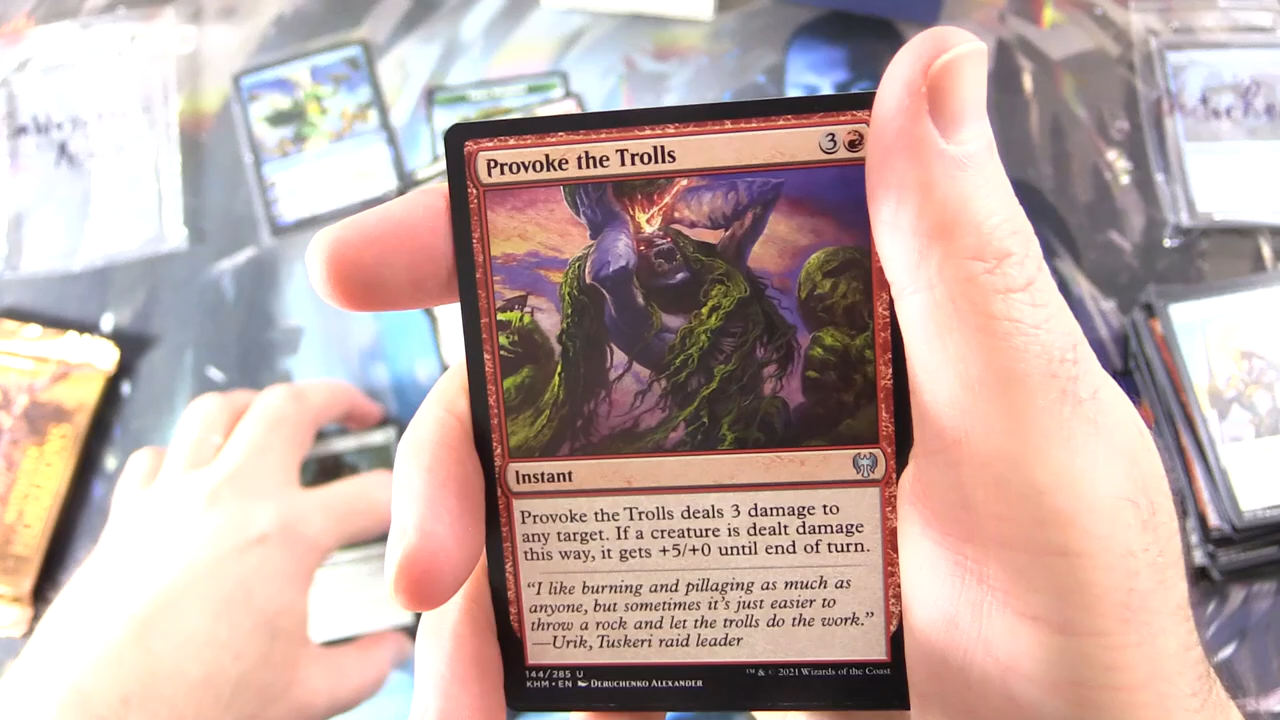 Provoke the Trolls
3
Instant
Provoke the Trolls deals 3 damage to
any target. If a creature is dealt damage
this way, it gets +5/+0 until end of turn.
“I like burning and pillaging as much as
anyone, but sometimes it’s just easier to
throw a rock and let the trolls do the work.”
—Urik, Tuskeri raid leader
144/285 U
KHM • EN Deruchenko Alexander
™ & © 2021 Wizards of the Coast